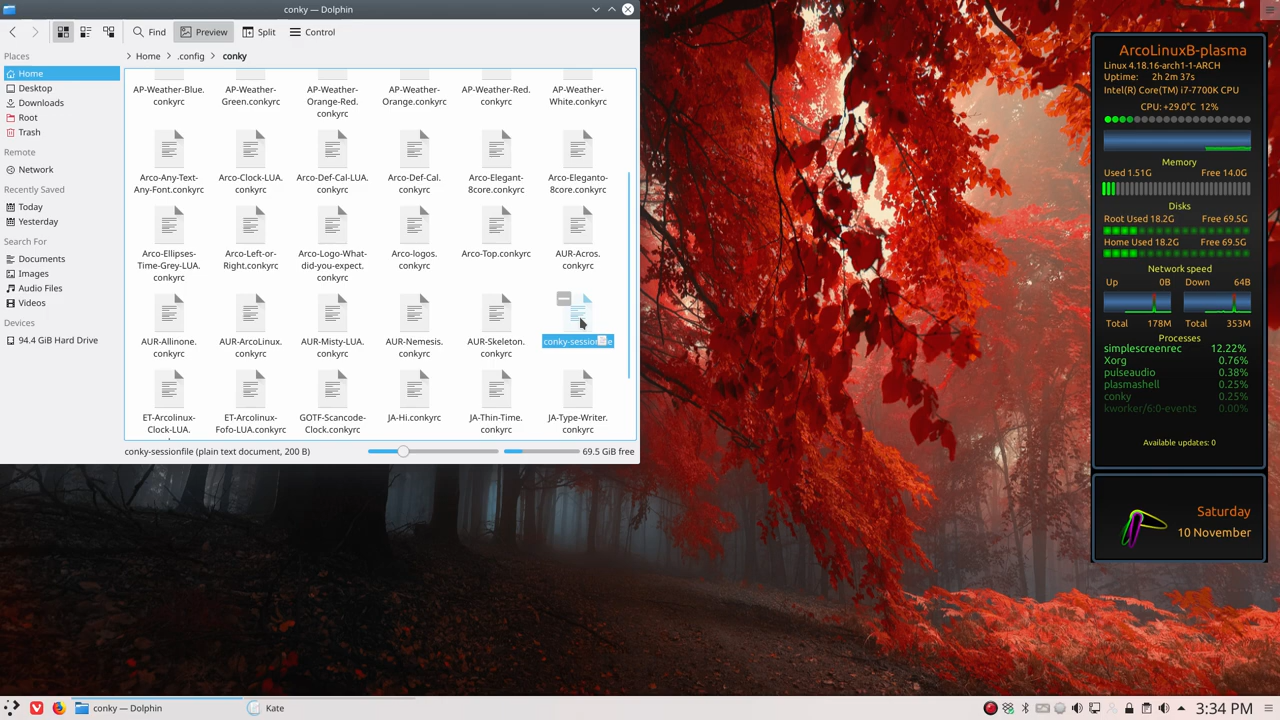 conky — Dolphin
Find
Preview
Split
Control
Places
Home
Desktop
Downloads
Root
Trash
Remote
Network
Recently Saved
Today
Yesterday
Search For
Documents
Images
Audio Files
Videos
Devices
94.4 GiB Hard Drive
Home
.config
conky
AP-Weather-Blue.
conkyrc
AP-Weather-
Green.conkyrc
AP-Weather-
Orange-Red.
conkyrc
AP-Weather-
Orange.conkyrc
AP-Weather-Red.
conkyrc
AP-Weather-
White.conkyrc
Arco-Any-Text-
Any-Font.conkyrc
Arco-Clock-LUA.
conkyrc
Arco-Def-Cal-LUA.
conkyrc
Arco-Def-Cal.
conkyrc
Arco-Elegant-
8core.conkyrc
Arco-Eleganto-
8core.conkyrc
Arco-Ellipses-
Time-Grey-LUA.
conkyrc
Arco-Left-or-
Right.conkyrc
Arco-Logo-What-
did-you-expect.
conkyrc
Arco-logos.
conkyrc
Arco-Top.conkyrc
AUR-Acros.
conkyrc
AUR-Allinone.
conkyrc
AUR-ArcoLinux.
conkyrc
AUR-Misty-LUA.
conkyrc
AUR-Nemesis.
conkyrc
AUR-Skeleton.
conkyrc
ET-Arcolinux-
Clock-LUA.
ET-Arcolinux-
Fofo-LUA.conkyrc
GOTF-Scancode-
Clock.conkyrc
JA-Hi.conkyrc
JA-Thin-Time.
conkyrc
JA-Type-Writer.
conkyrc
conky-sessionfile (plain text document, 200 B)
69.5 GiB free
ArcoLinuxB-plasma
Linux 4.18.16-arch1-1-ARCH
Uptime: 2h 2m 37s
Intel(R) Core(TM) i7-7700K CPU
CPU: +29.0°C 12%
Memory
Used 1.51G Free 14.0G
Disks
Root Used 18.2G Free 69.5G
Home Used 18.2G Free 69.5G
Network speed
Up 0B Down 64B
Total 178M Total 353M
Processes
simplescreenrec 12.22%
Xorg 0.76%
pulseaudio 0.38%
plasmashell 0.25%
conky 0.25%
kworker/6:0-events 0.00%
Available updates: 0
Saturday
10 November
conky — Dolphin
Kate
3:34 PM